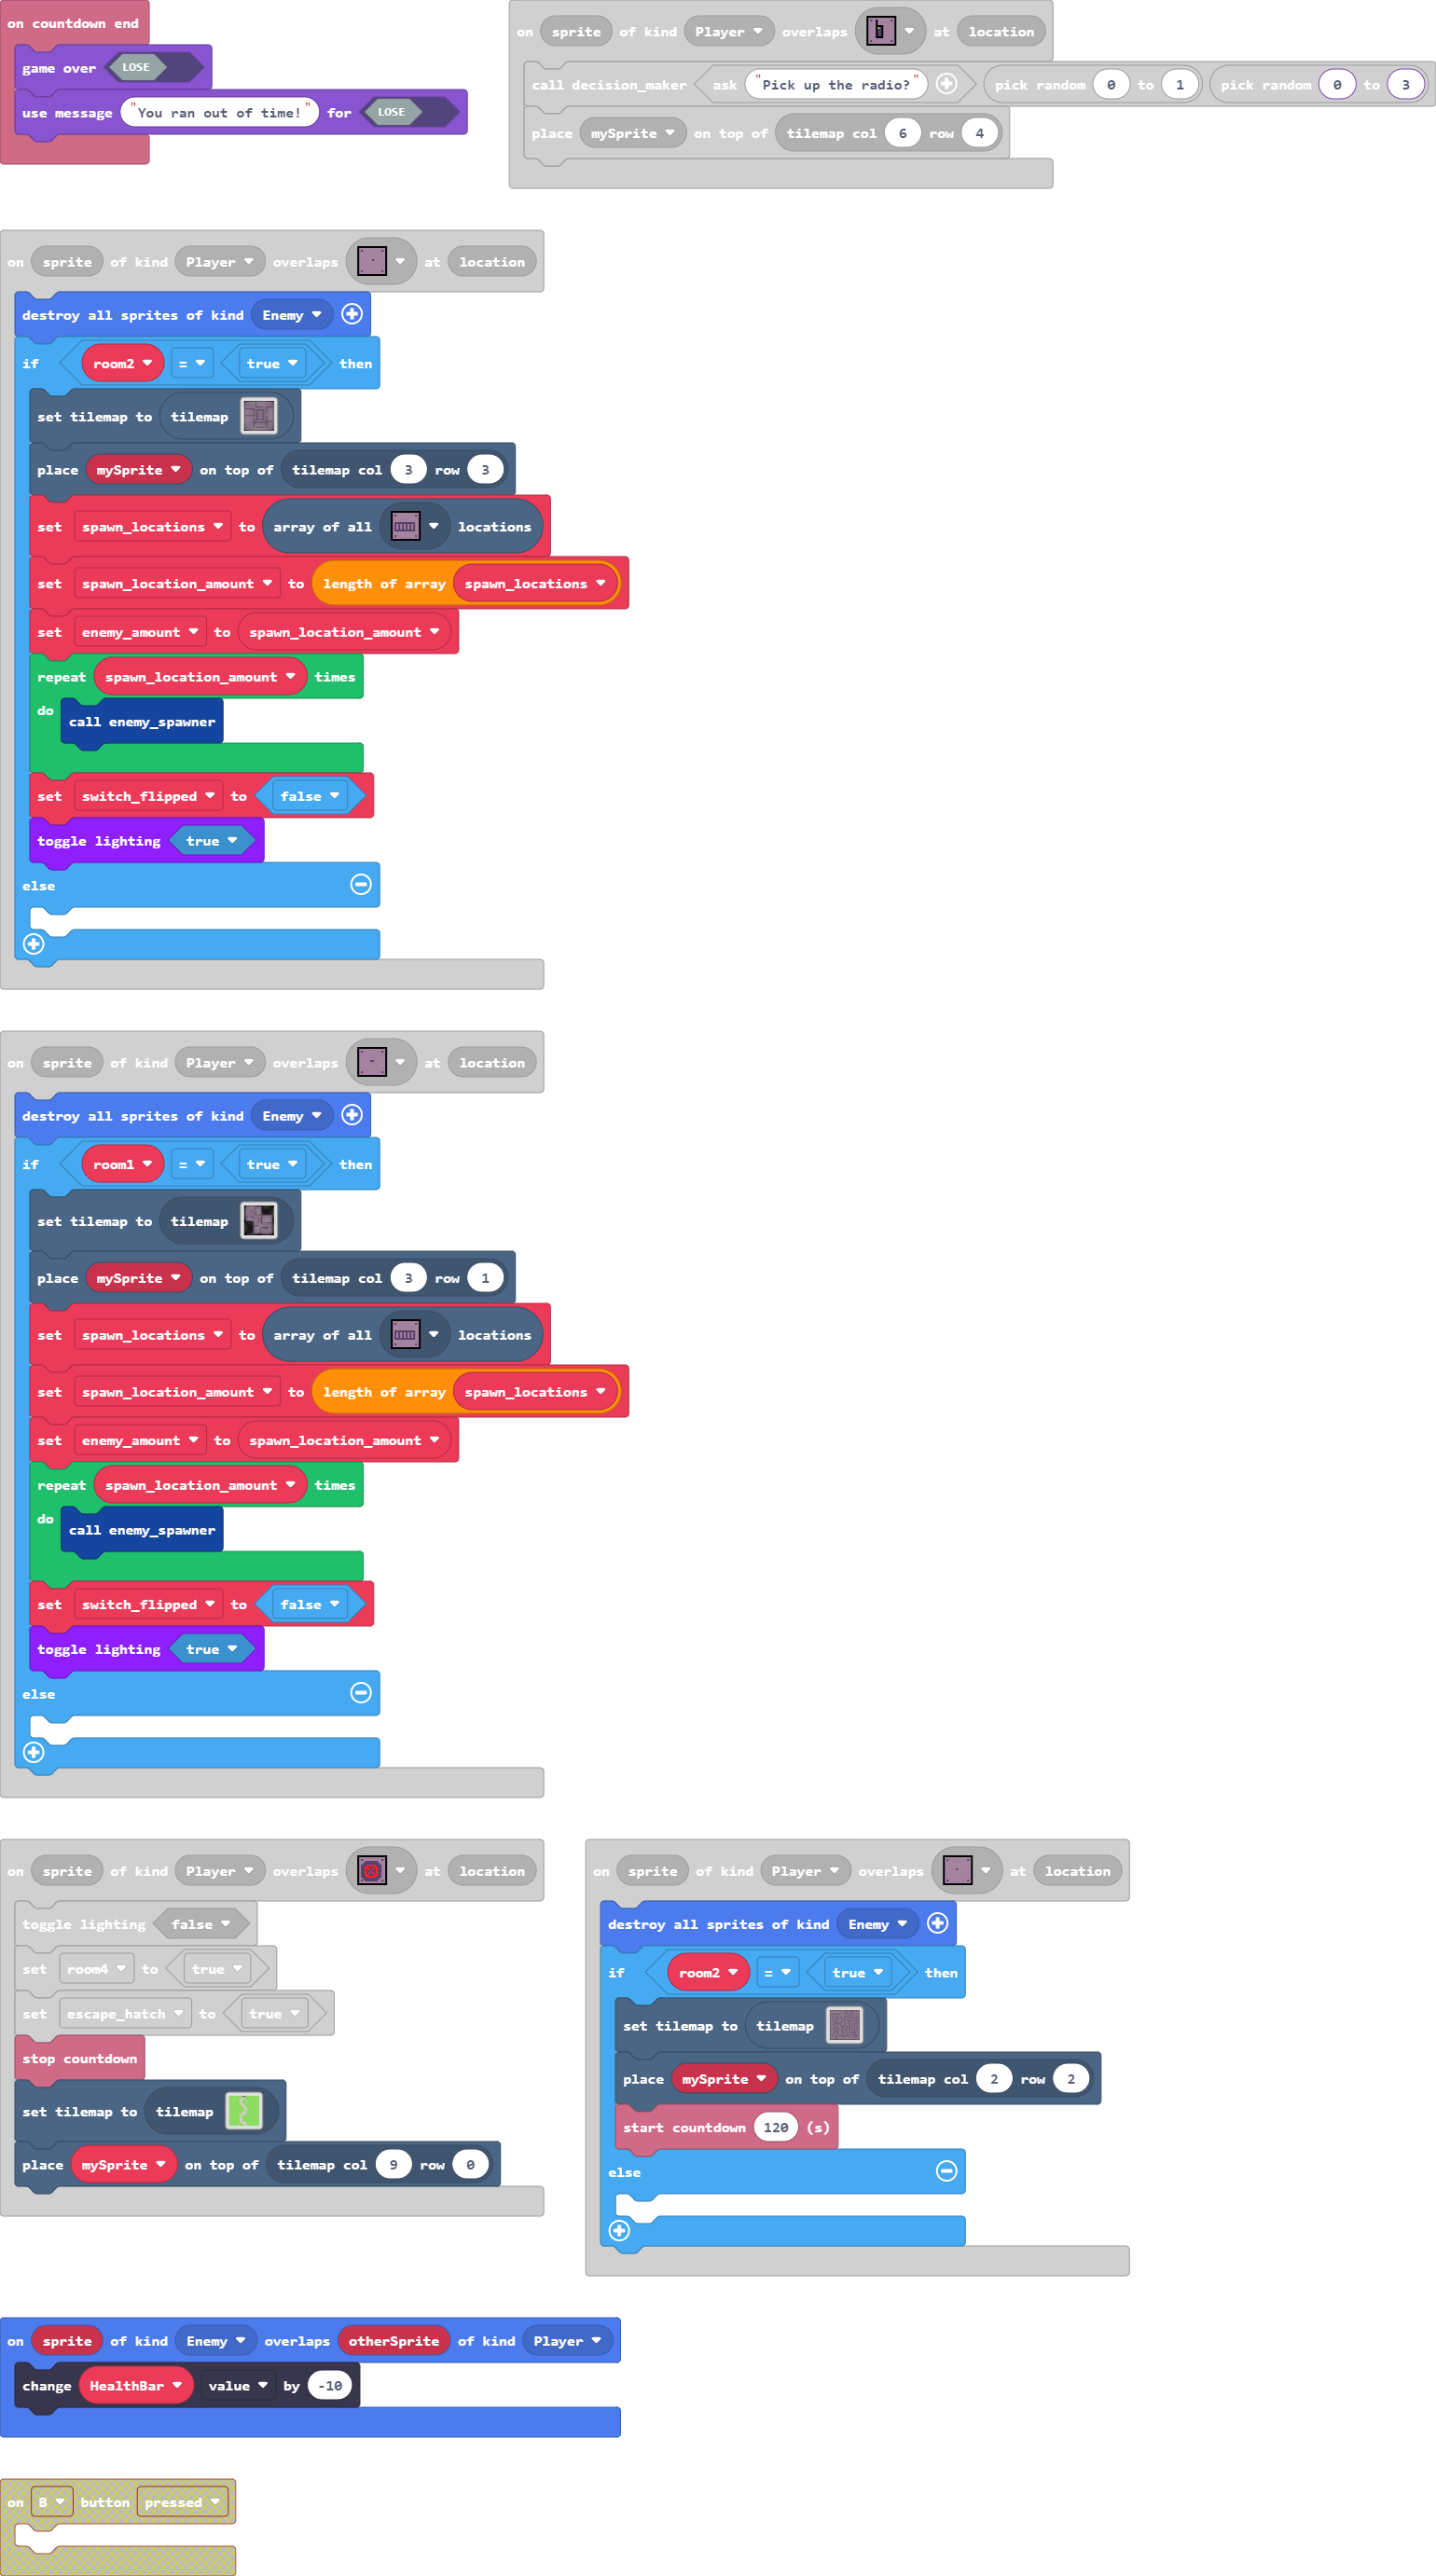 on countdown end
game over LOSE
use message "You ran out of time!" for LOSE
on sprite of kind Player overlaps at location
call decision_maker ask "Pick up the radio?" pick random 0 to 1 pick random 0 to 3
place mySprite on top of tilemap col 6 row 4
on sprite of kind Player overlaps at location
destroy all sprites of kind Enemy
if room2 = true then
set tilemap to tilemap
place mySprite on top of tilemap col 3 row 3
set spawn_locations to array of all locations
set spawn_location_amount to length of array spawn_locations
set enemy_amount to spawn_location_amount
repeat spawn_location_amount times
do call enemy_spawner
set switch_flipped to false
toggle lighting true
else
on sprite of kind Player overlaps at location
destroy all sprites of kind Enemy
if room1 = true then
set tilemap to tilemap
place mySprite on top of tilemap col 3 row 1
set spawn_locations to array of all locations
set spawn_location_amount to length of array spawn_locations
set enemy_amount to spawn_location_amount
repeat spawn_location_amount times
do call enemy_spawner
set switch_flipped to false
toggle lighting true
else
on sprite of kind Player overlaps at location
toggle lighting false
set room4 to true
set escape_hatch to true
stop countdown
set tilemap to tilemap
place mySprite on top of tilemap col 9 row 0
on sprite of kind Player overlaps at location
destroy all sprites of kind Enemy
if room2 = true then
set tilemap to tilemap
place mySprite on top of tilemap col 2 row 2
start countdown 120 (s)
else
on sprite of kind Enemy overlaps otherSprite of kind Player
change HealthBar value by -10
on B button pressed